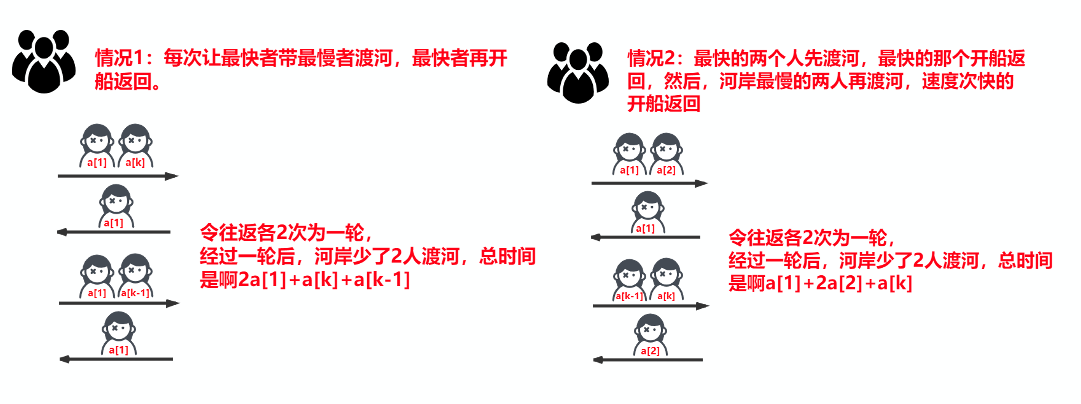 情况1：每次让最快者带最慢者渡河，最快者再开
船返回。
a[1] a[k]
a[1]
a[1] a[k-1]
a[1]
令往返各2次为一轮，
经过一轮后，河岸少了2人渡河，总时间
是啊2a[1]+a[k]+a[k-1]
情况2：最快的两个人先渡河，最快的那个开船返
回，然后，河岸最慢的两人再渡河，速度次快的
开船返回
a[1] a[2]
a[1]
a[k-1] a[k]
a[2]
令往返各2次为一轮，
经过一轮后，河岸少了2人渡河，总时间
是啊a[1]+2a[2]+a[k]